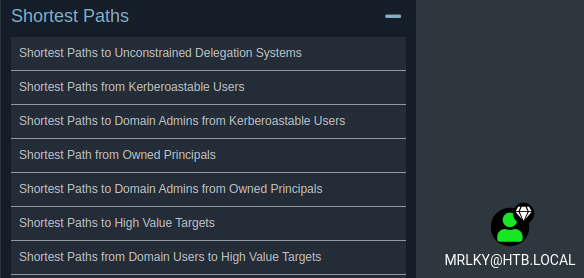 Shortest Paths
Shortest Paths to Unconstrained Delegation Systems
Shortest Paths from Kerberoastable Users
Shortest Paths to Domain Admins from Kerberoastable Users
Shortest Path from Owned Principals
Shortest Paths to Domain Admins from Owned Principals
Shortest Paths to High Value Targets
Shortest Paths from Domain Users to High Value Targets
MRLKY@HTB.LOCAL